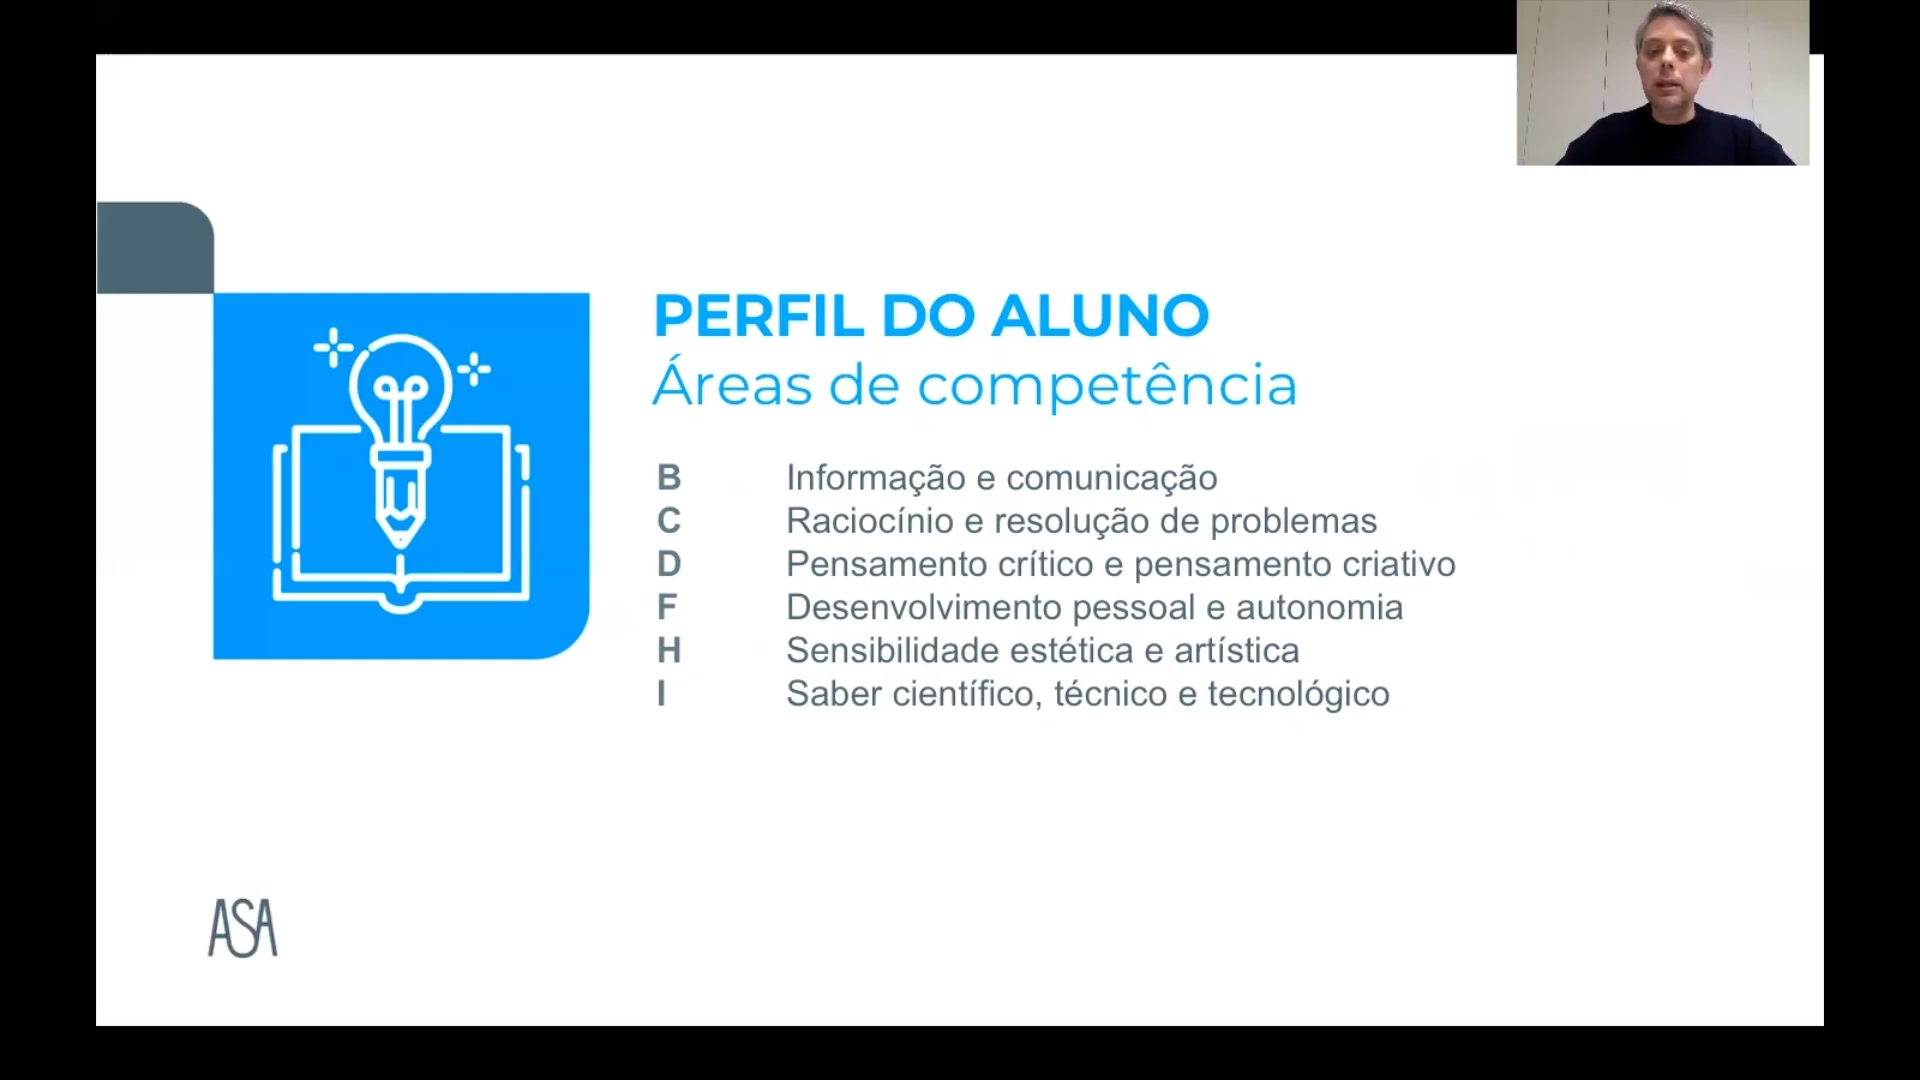 PERFIL DO ALUNO
Áreas de competência
B Informação e comunicação
C Raciocínio e resolução de problemas
D Pensamento crítico e pensamento criativo
F Desenvolvimento pessoal e autonomia
H Sensibilidade estética e artística
I Saber científico, técnico e tecnológico
ASA